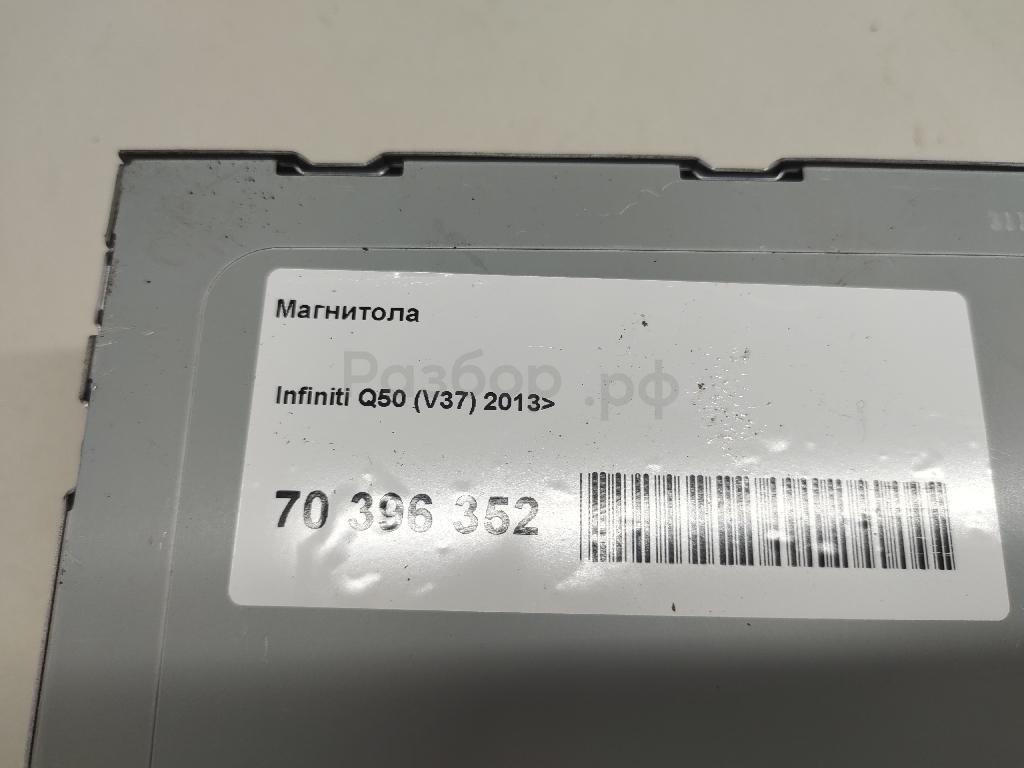 Магнитола
Разбор.рф
Infiniti Q50 (V37) 2013>
70 396 352